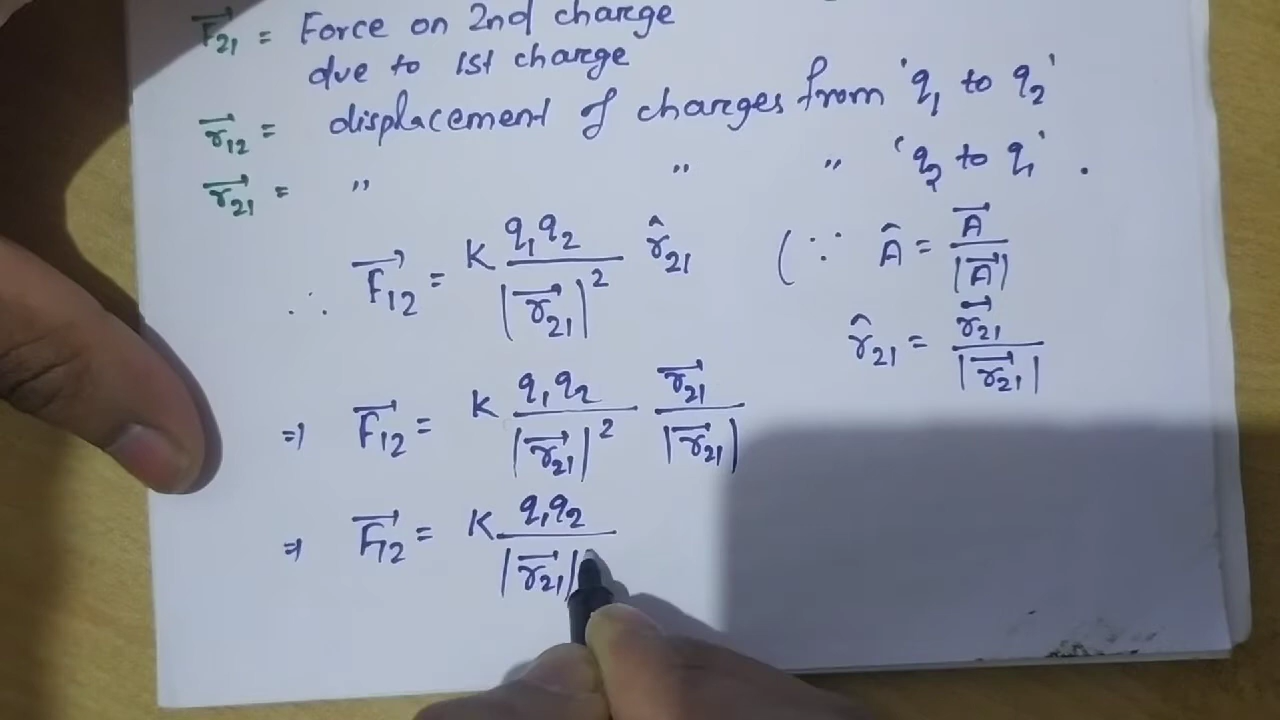 F⃗₂₁ = Force on 2nd charge
due to 1st charge
r⃗₁₂ = displacement of charges from 'q₁ to q₂'
r⃗₂₁ = " " " 'q₂ to q₁' .
∴ F⃗₁₂ = K q₁q₂ / |r⃗₂₁|² r̂₂₁ (∵ Â = A⃗ / |A⃗|
r̂₂₁ = r⃗₂₁ / |r⃗₂₁|
⇒ F⃗₁₂ = K q₁q₂ / |r⃗₂₁|² r⃗₂₁ / |r⃗₂₁|
⇒ F⃗₁₂ = K q₁q₂ / |r⃗₂₁|